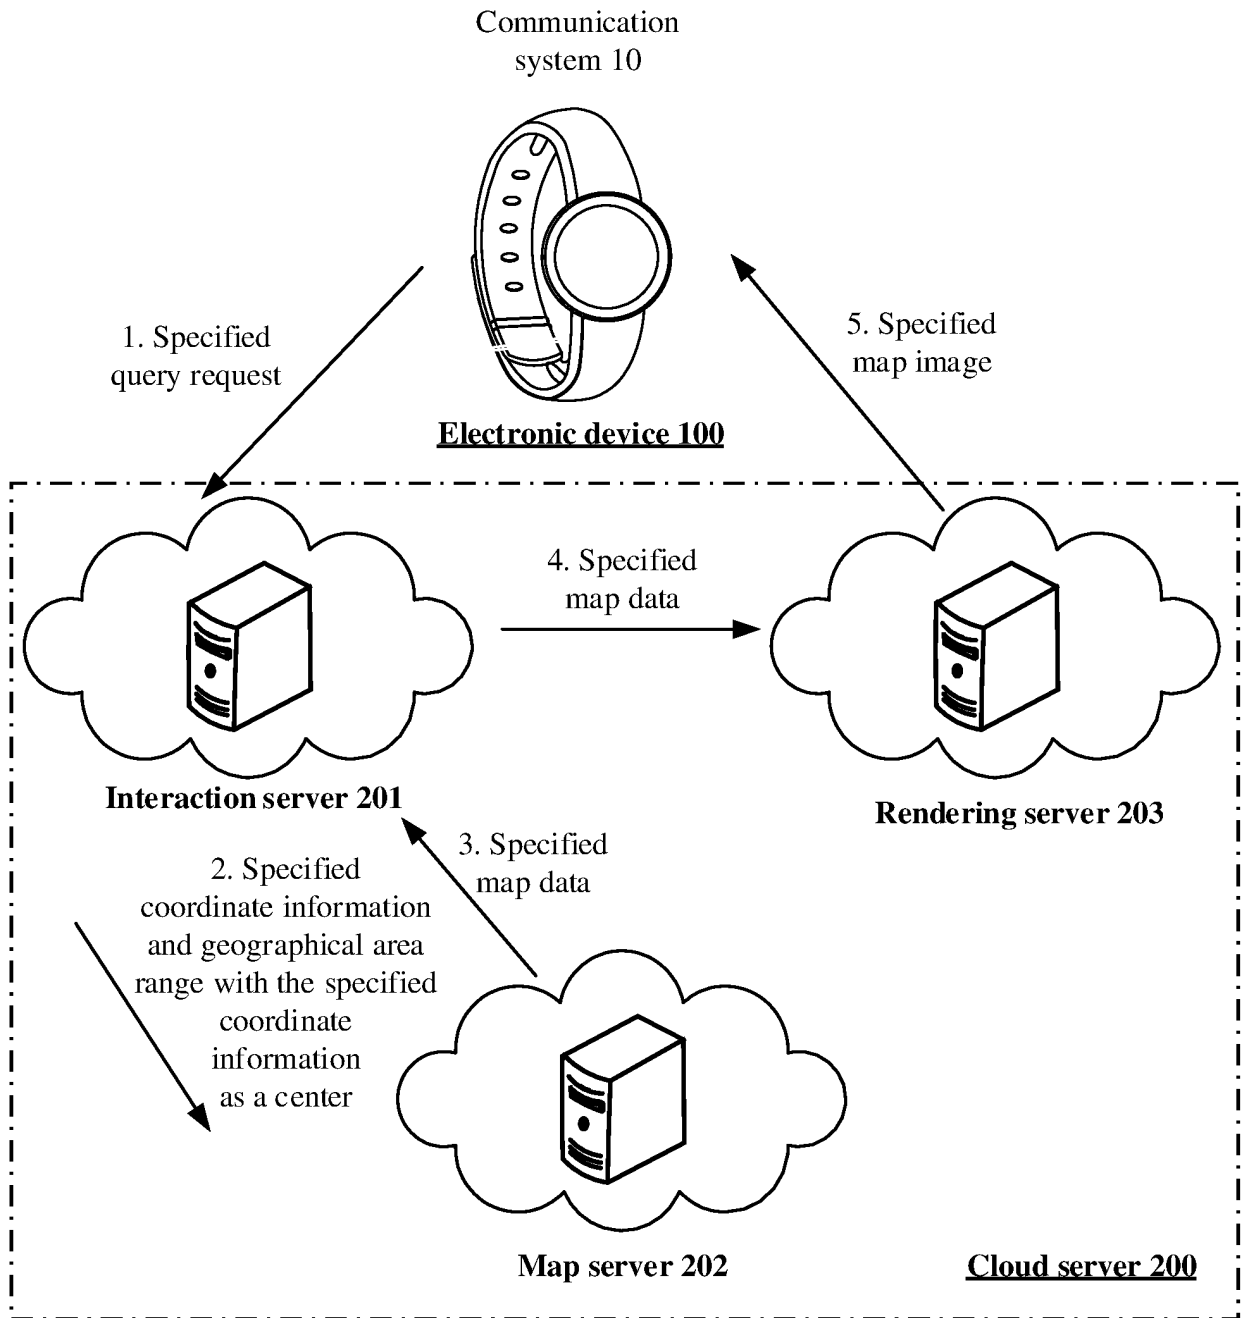 Communication
system 10
1. Specified
query request
5. Specified
map image
Electronic device 100
4. Specified
map data
Interaction server 201
Rendering server 203
3. Specified
map data
2. Specified
coordinate information
and geographical area
range with the specified
coordinate
information
as a center
Map server 202
Cloud server 200